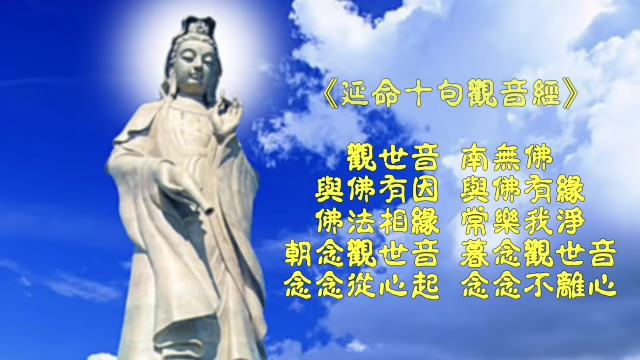 《延命十句觀音經》
觀世音 南無佛
與佛有因 與佛有緣
佛法相緣 常樂我淨
朝念觀世音 暮念觀世音
念念從心起 念念不離心